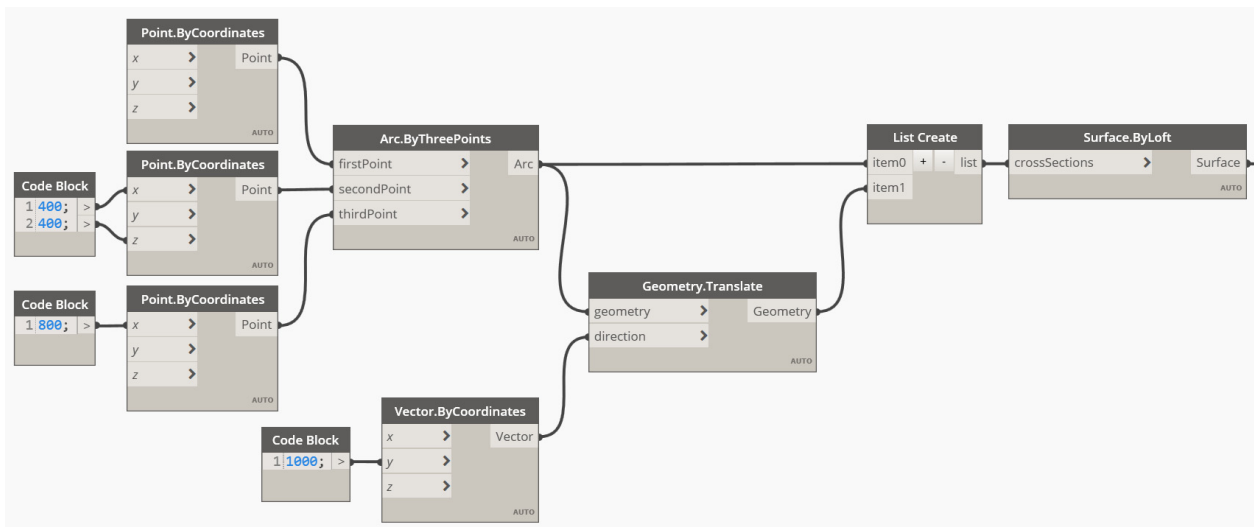 Point.ByCoordinates
x > Point
y >
z >
AUTO
Code Block
1 400; >
2 400; >
Point.ByCoordinates
x > Point
y >
z >
AUTO
Code Block
1 800; >
Point.ByCoordinates
x > Point
y >
z >
AUTO
Arc.ByThreePoints
firstPoint > Arc
secondPoint >
thirdPoint >
AUTO
Code Block
1 1000; >
Vector.ByCoordinates
x > Vector
y >
z >
AUTO
Geometry.Translate
geometry > Geometry
direction >
AUTO
List Create
item0 + - list
item1
Surface.ByLoft
crossSections > Surface
AUTO